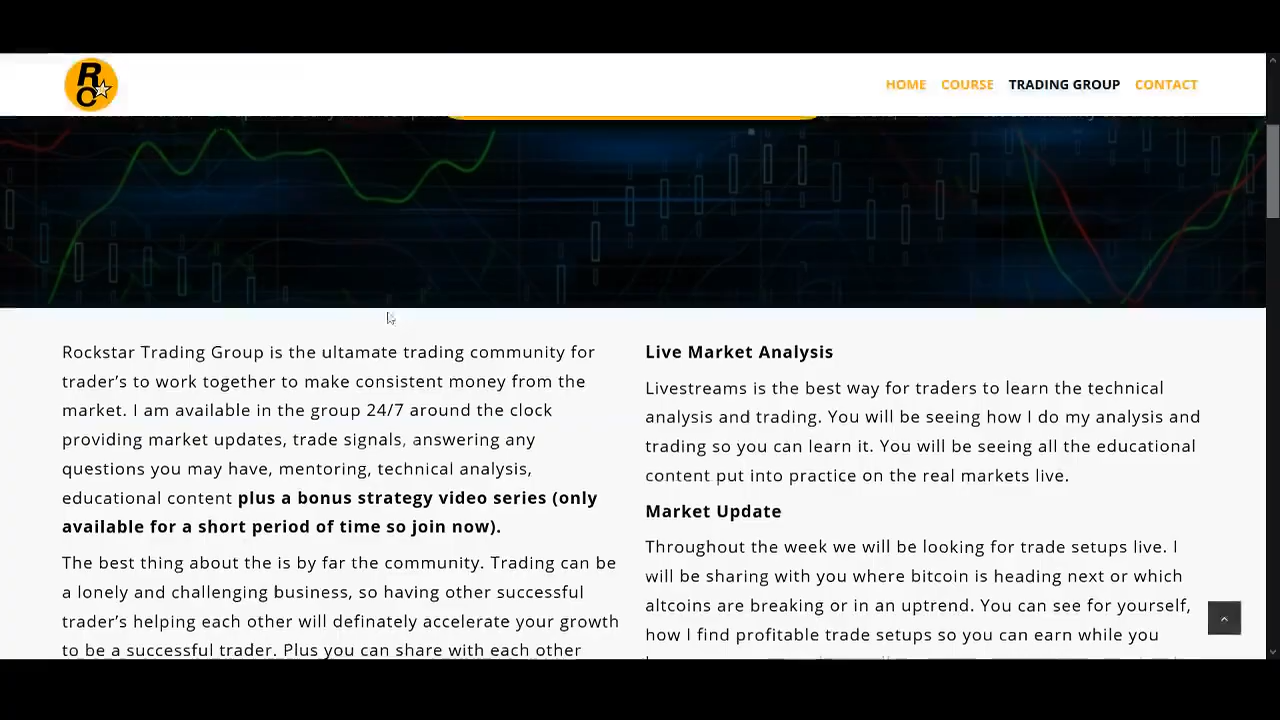 RC
HOME COURSE TRADING GROUP CONTACT
Rockstar Trading Group is the ultamate trading community for
trader's to work together to make consistent money from the
market. I am available in the group 24/7 around the clock
providing market updates, trade signals, answering any
questions you may have, mentoring, technical analysis,
educational content plus a bonus strategy video series (only
available for a short period of time so join now).
The best thing about the is by far the community. Trading can be
a lonely and challenging business, so having other successful
trader's helping each other will definately accelerate your growth
to be a successful trader. Plus you can share with each other
Live Market Analysis
Livestreams is the best way for traders to learn the technical
analysis and trading. You will be seeing how I do my analysis and
trading so you can learn it. You will be seeing all the educational
content put into practice on the real markets live.
Market Update
Throughout the week we will be looking for trade setups live. I
will be sharing with you where bitcoin is heading next or which
altcoins are breaking or in an uptrend. You can see for yourself,
how I find profitable trade setups so you can earn while you